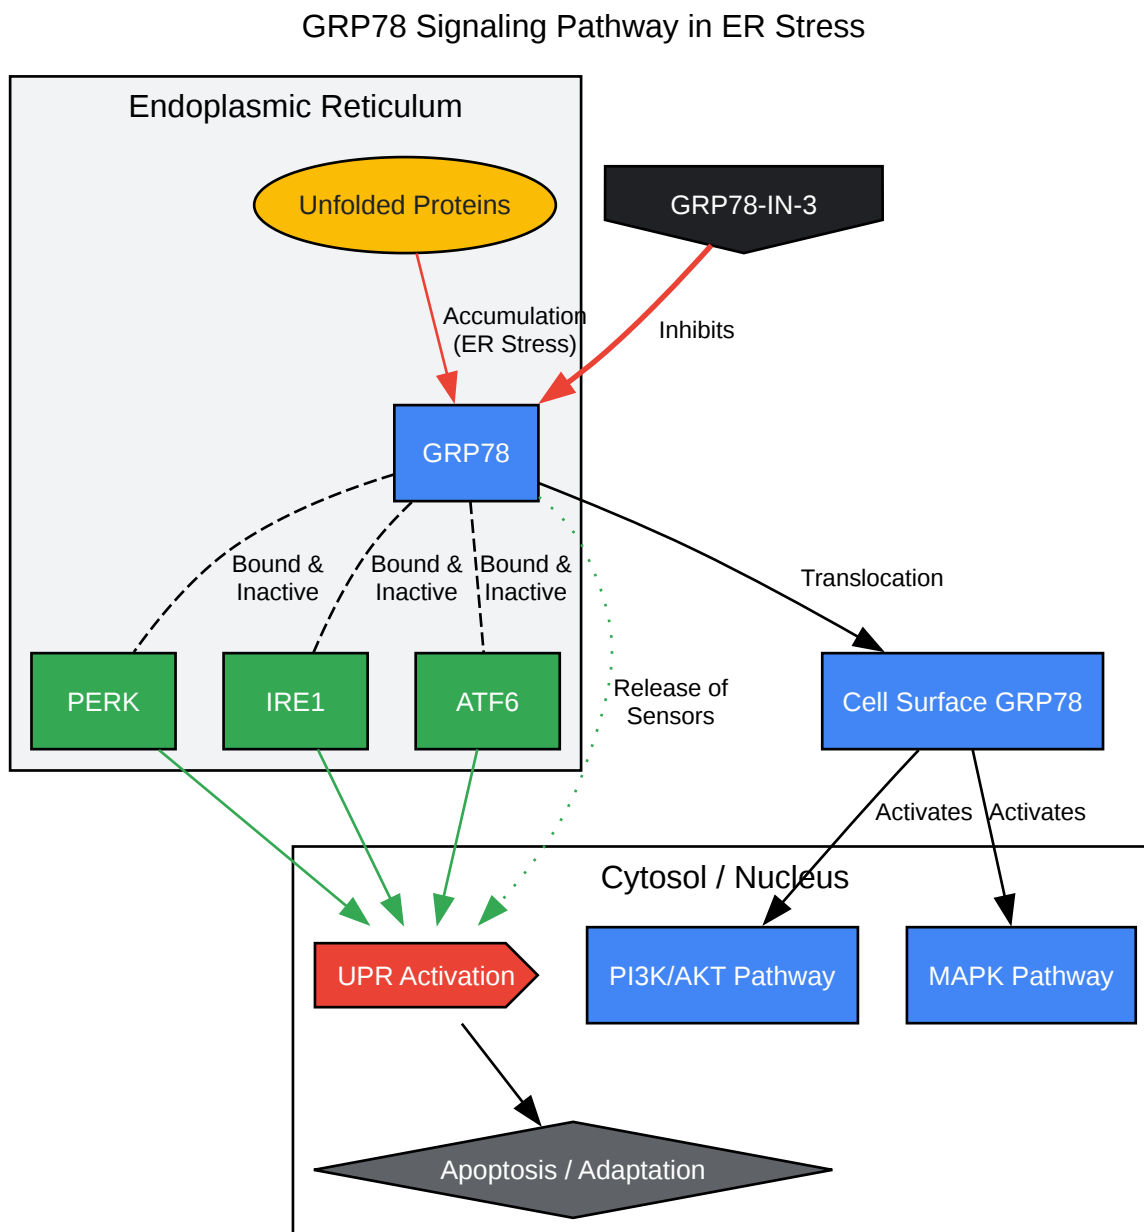 GRP78 Signaling Pathway in ER Stress
Endoplasmic Reticulum
Unfolded Proteins
GRP78-IN-3
Accumulation
(ER Stress)
Inhibits
GRP78
Bound &
Inactive
Bound &
Inactive
Bound &
Inactive
Translocation
PERK
IRE1
ATF6
Release of
Sensors
Cell Surface GRP78
Activates
Activates
Cytosol / Nucleus
UPR Activation
PI3K/AKT Pathway
MAPK Pathway
Apoptosis / Adaptation